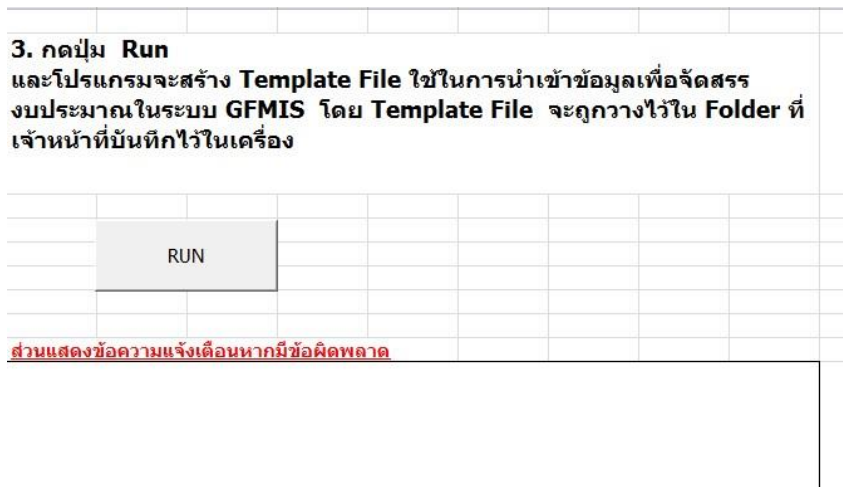 3. กดปุ่ม Run
และโปรแกรมจะสร้าง Template File ใช้ในการนำเข้าข้อมูลเพื่อจัดสรร
งบประมาณในระบบ GFMIS โดย Template File จะถูกวางไว้ใน Folder ที่
เจ้าหน้าที่บันทึกไว้ในเครื่อง
RUN
ส่วนแสดงข้อความแจ้งเตือนหากมีข้อผิดพลาด